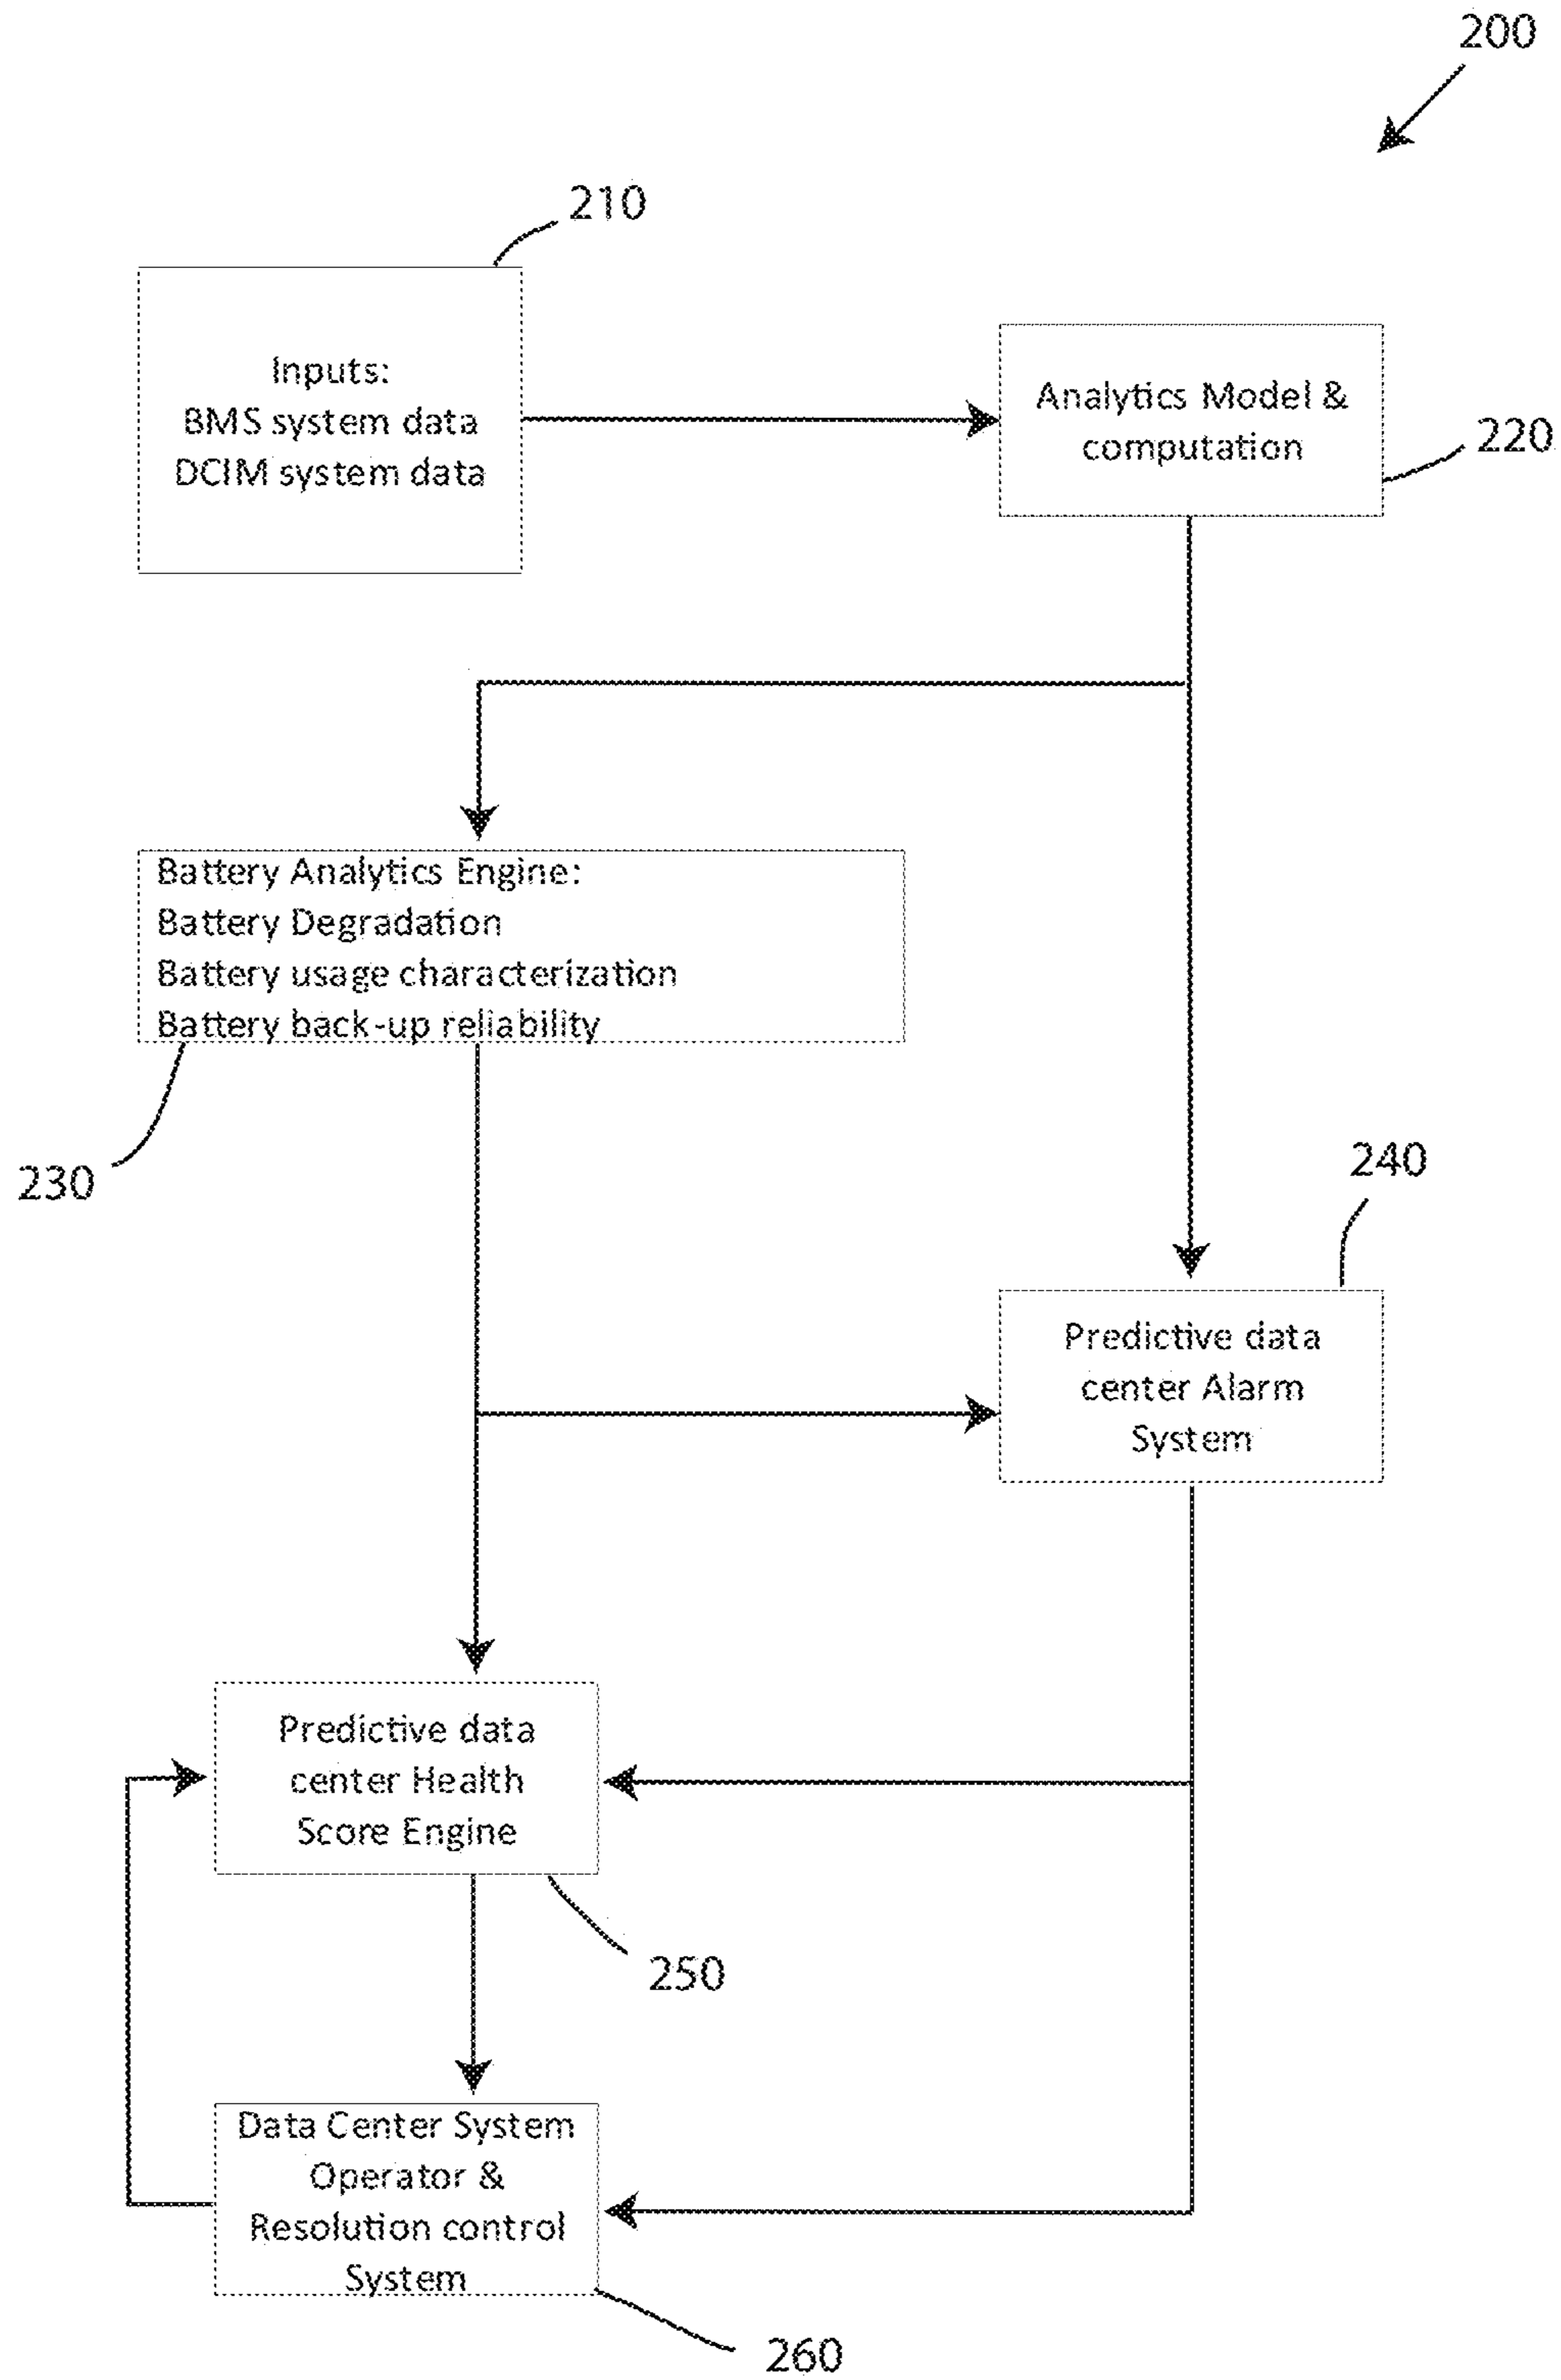 200
210
Inputs:
BMS system data
DCIM system data
Analytics Model &
computation
220
Battery Analytics Engine:
Battery Degradation
Battery usage characterization
Battery back-up reliability
230
240
Predictive data
center Alarm
System
Predictive data
center Health
Score Engine
250
Data Center System
Operator &
Resolution control
System
260